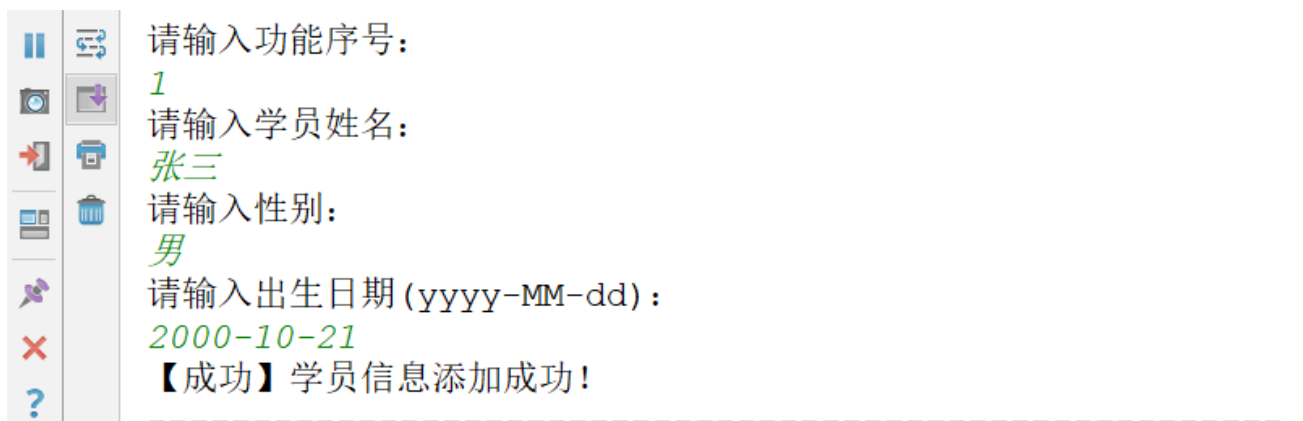 请输入功能序号：
1
请输入学员姓名：
张三
请输入性别：
男
请输入出生日期(yyyy-MM-dd)：
2000-10-21
【成功】学员信息添加成功!